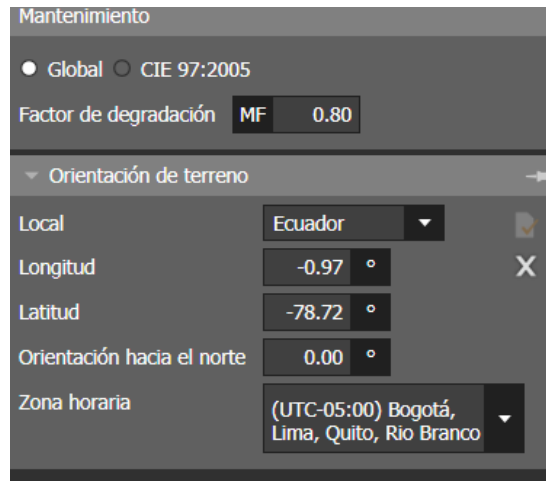 Mantenimiento
Global CIE 97:2005
Factor de degradación MF 0.80
Orientación de terreno
Local Ecuador
Longitud -0.97 °
Latitud -78.72 °
Orientación hacia el norte 0.00 °
Zona horaria (UTC-05:00) Bogotá,
Lima, Quito, Rio Branco